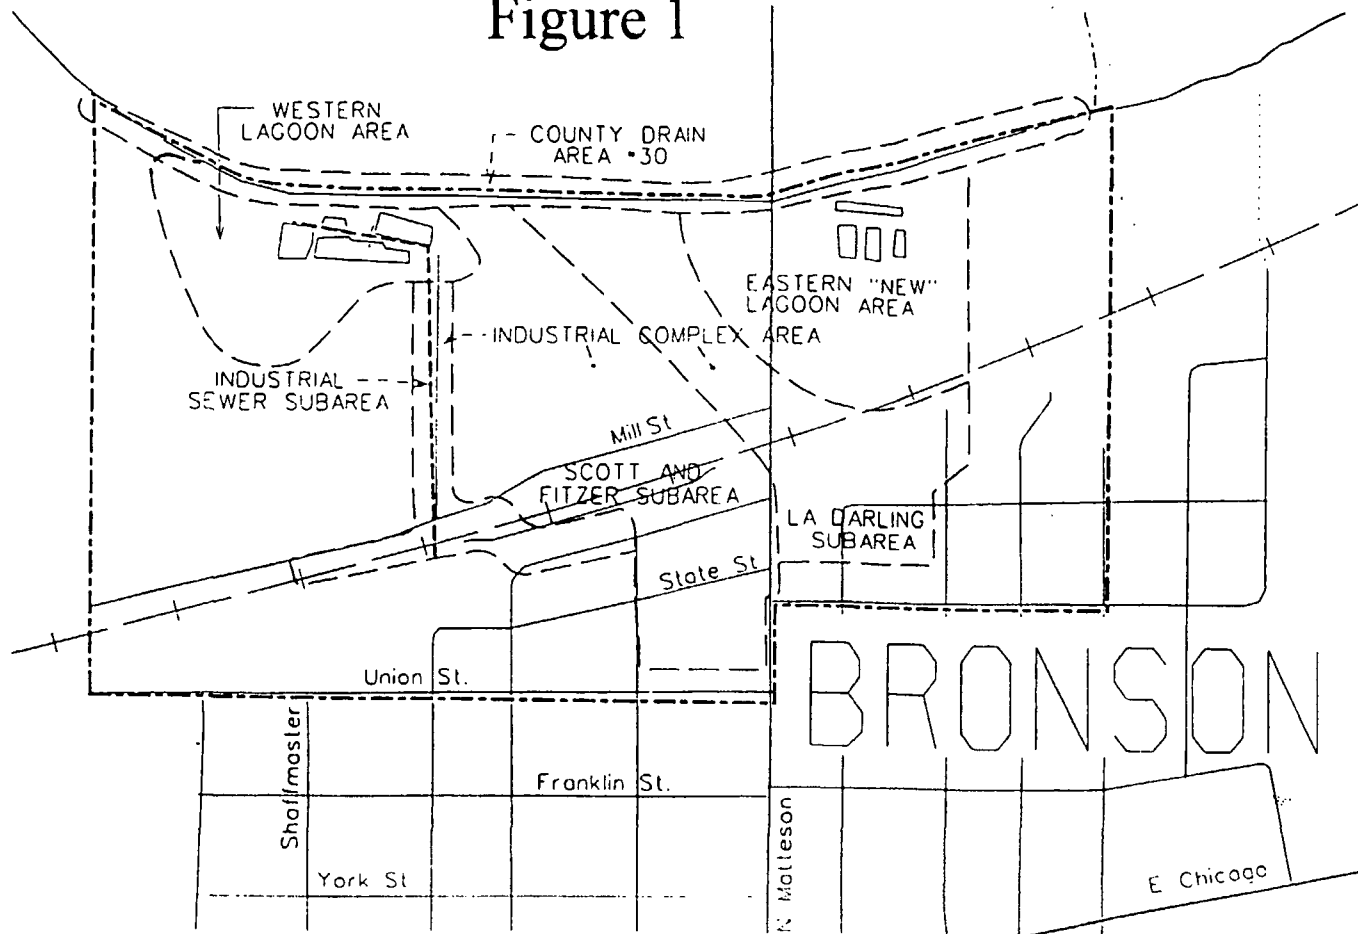 Figure 1
WESTERN
LAGOON AREA
COUNTY DRAIN
AREA •30
EASTERN "NEW"
LAGOON AREA
INDUSTRIAL COMPLEX AREA
INDUSTRIAL
SEWER SUBAREA
Mill St
SCOTT AND
FITZER SUBAREA
LA DARLING
SUBAREA
State St
Union St.
BRONSON
Shaffmaster
Franklin St.
N Matteson
York St
E Chicago